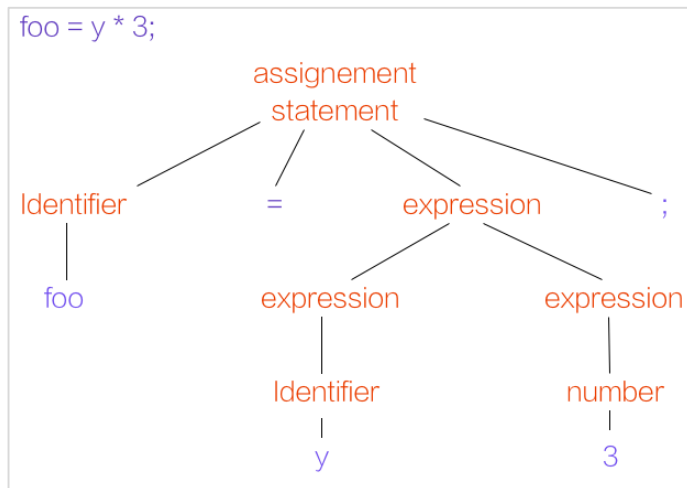 foo = y * 3;
assignement
statement
Identifier = expression ;
foo expression expression
Identifier number
y 3